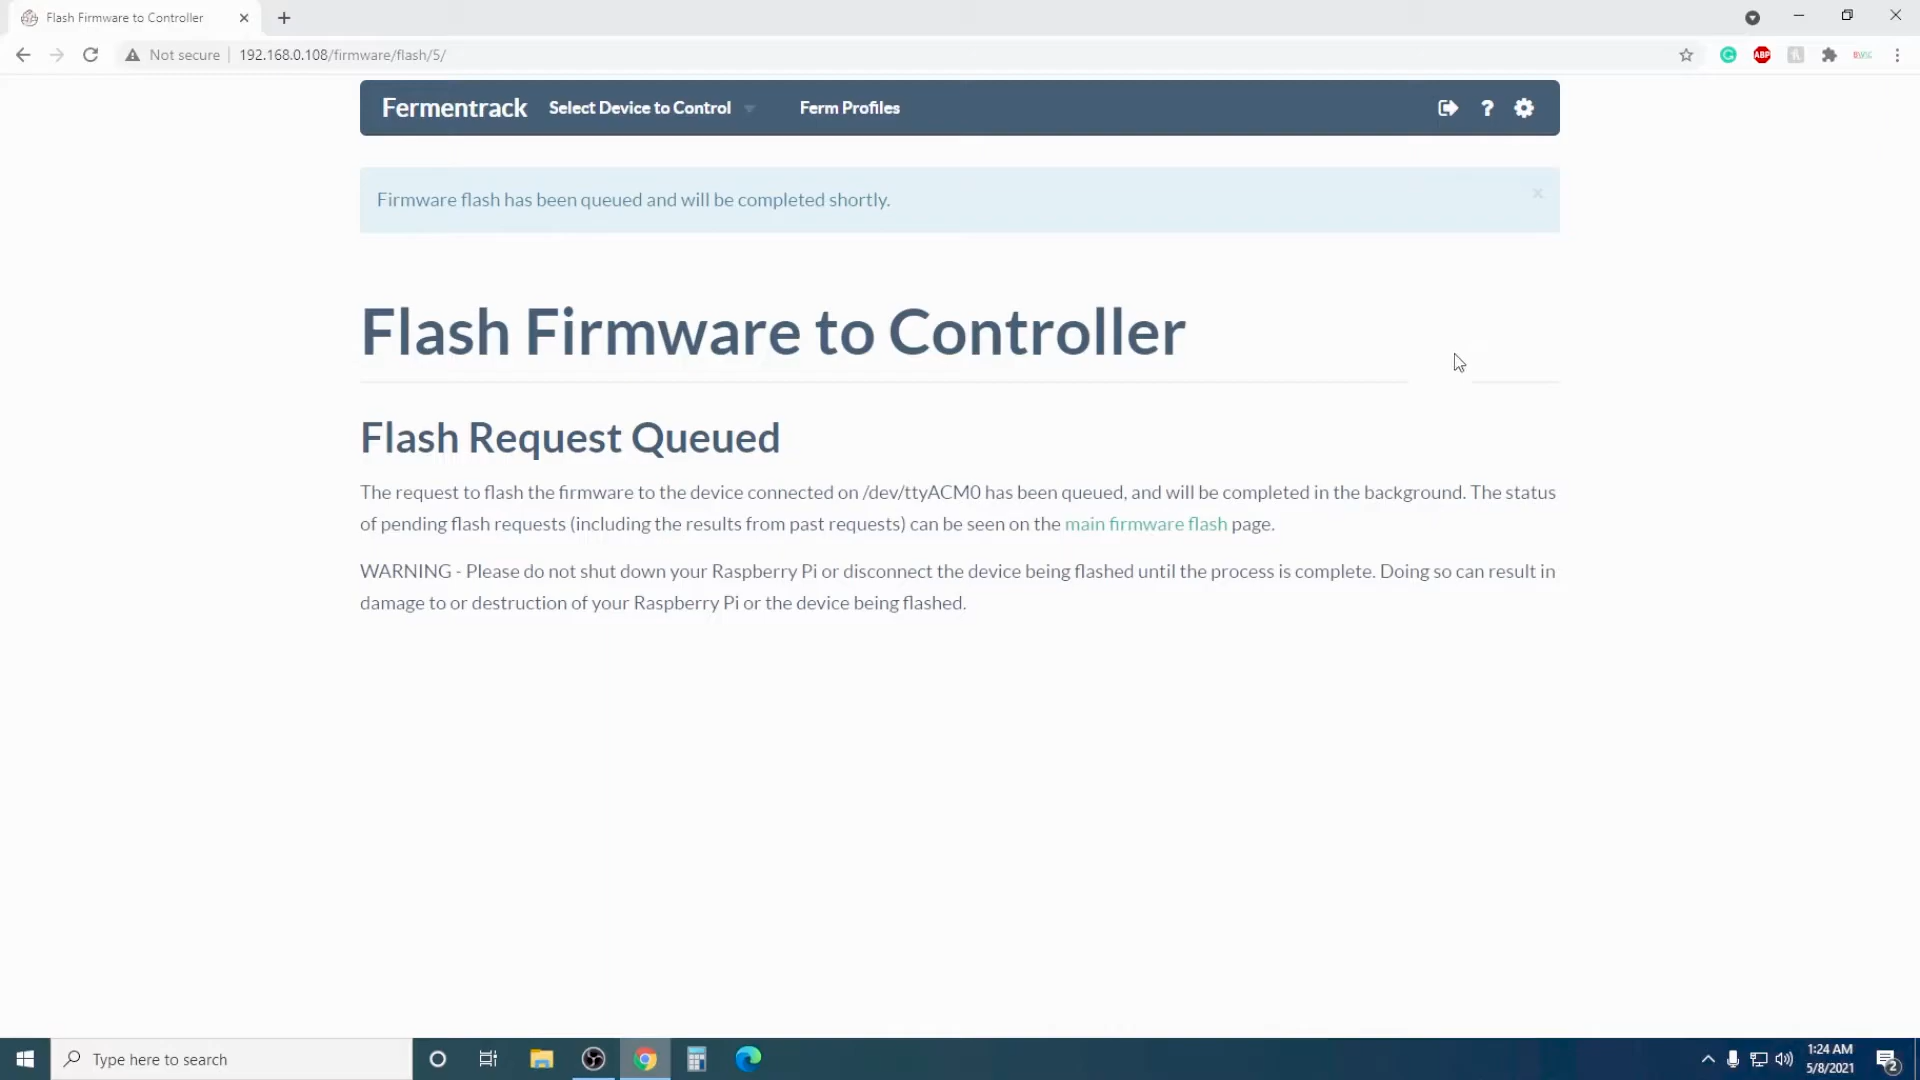 Flash Firmware to Controller
Not secure
192.168.0.108/firmware/flash/5/
ABP
Fermentrack
Select Device to Control
Ferm Profiles
?
Firmware flash has been queued and will be completed shortly.
Flash Firmware to Controller
Flash Request Queued
The request to flash the firmware to the device connected on /dev/ttyACM0 has been queued, and will be completed in the background. The status
of pending flash requests (including the results from past requests) can be seen on the main firmware flash page.
WARNING - Please do not shut down your Raspberry Pi or disconnect the device being flashed until the process is complete. Doing so can result in
damage to or destruction of your Raspberry Pi or the device being flashed.
Type here to search
1:24 AM
5/8/2021
2